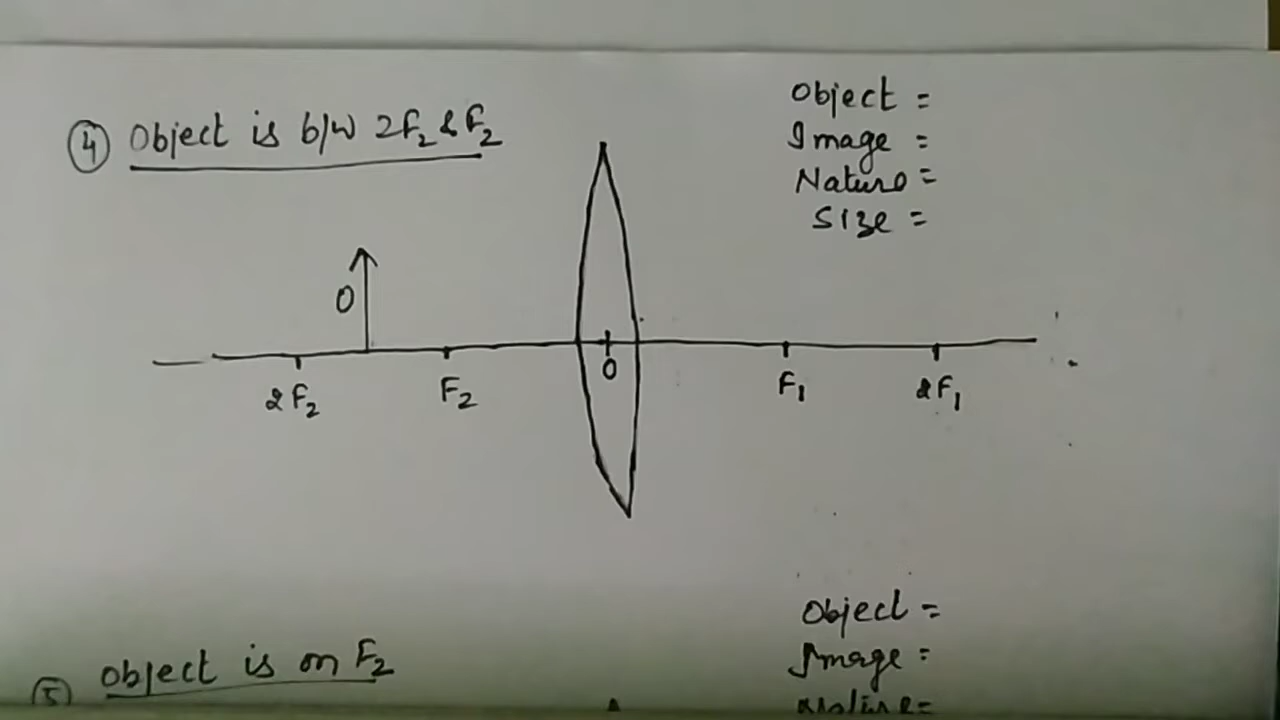 ④ Object is b/w 2F₂ & F₂
Object =
Image =
Nature =
Size =
O
2F₂ F₂ O F₁ 2F₁
⑤ Object is on F₂
Object =
Image =
Nature =